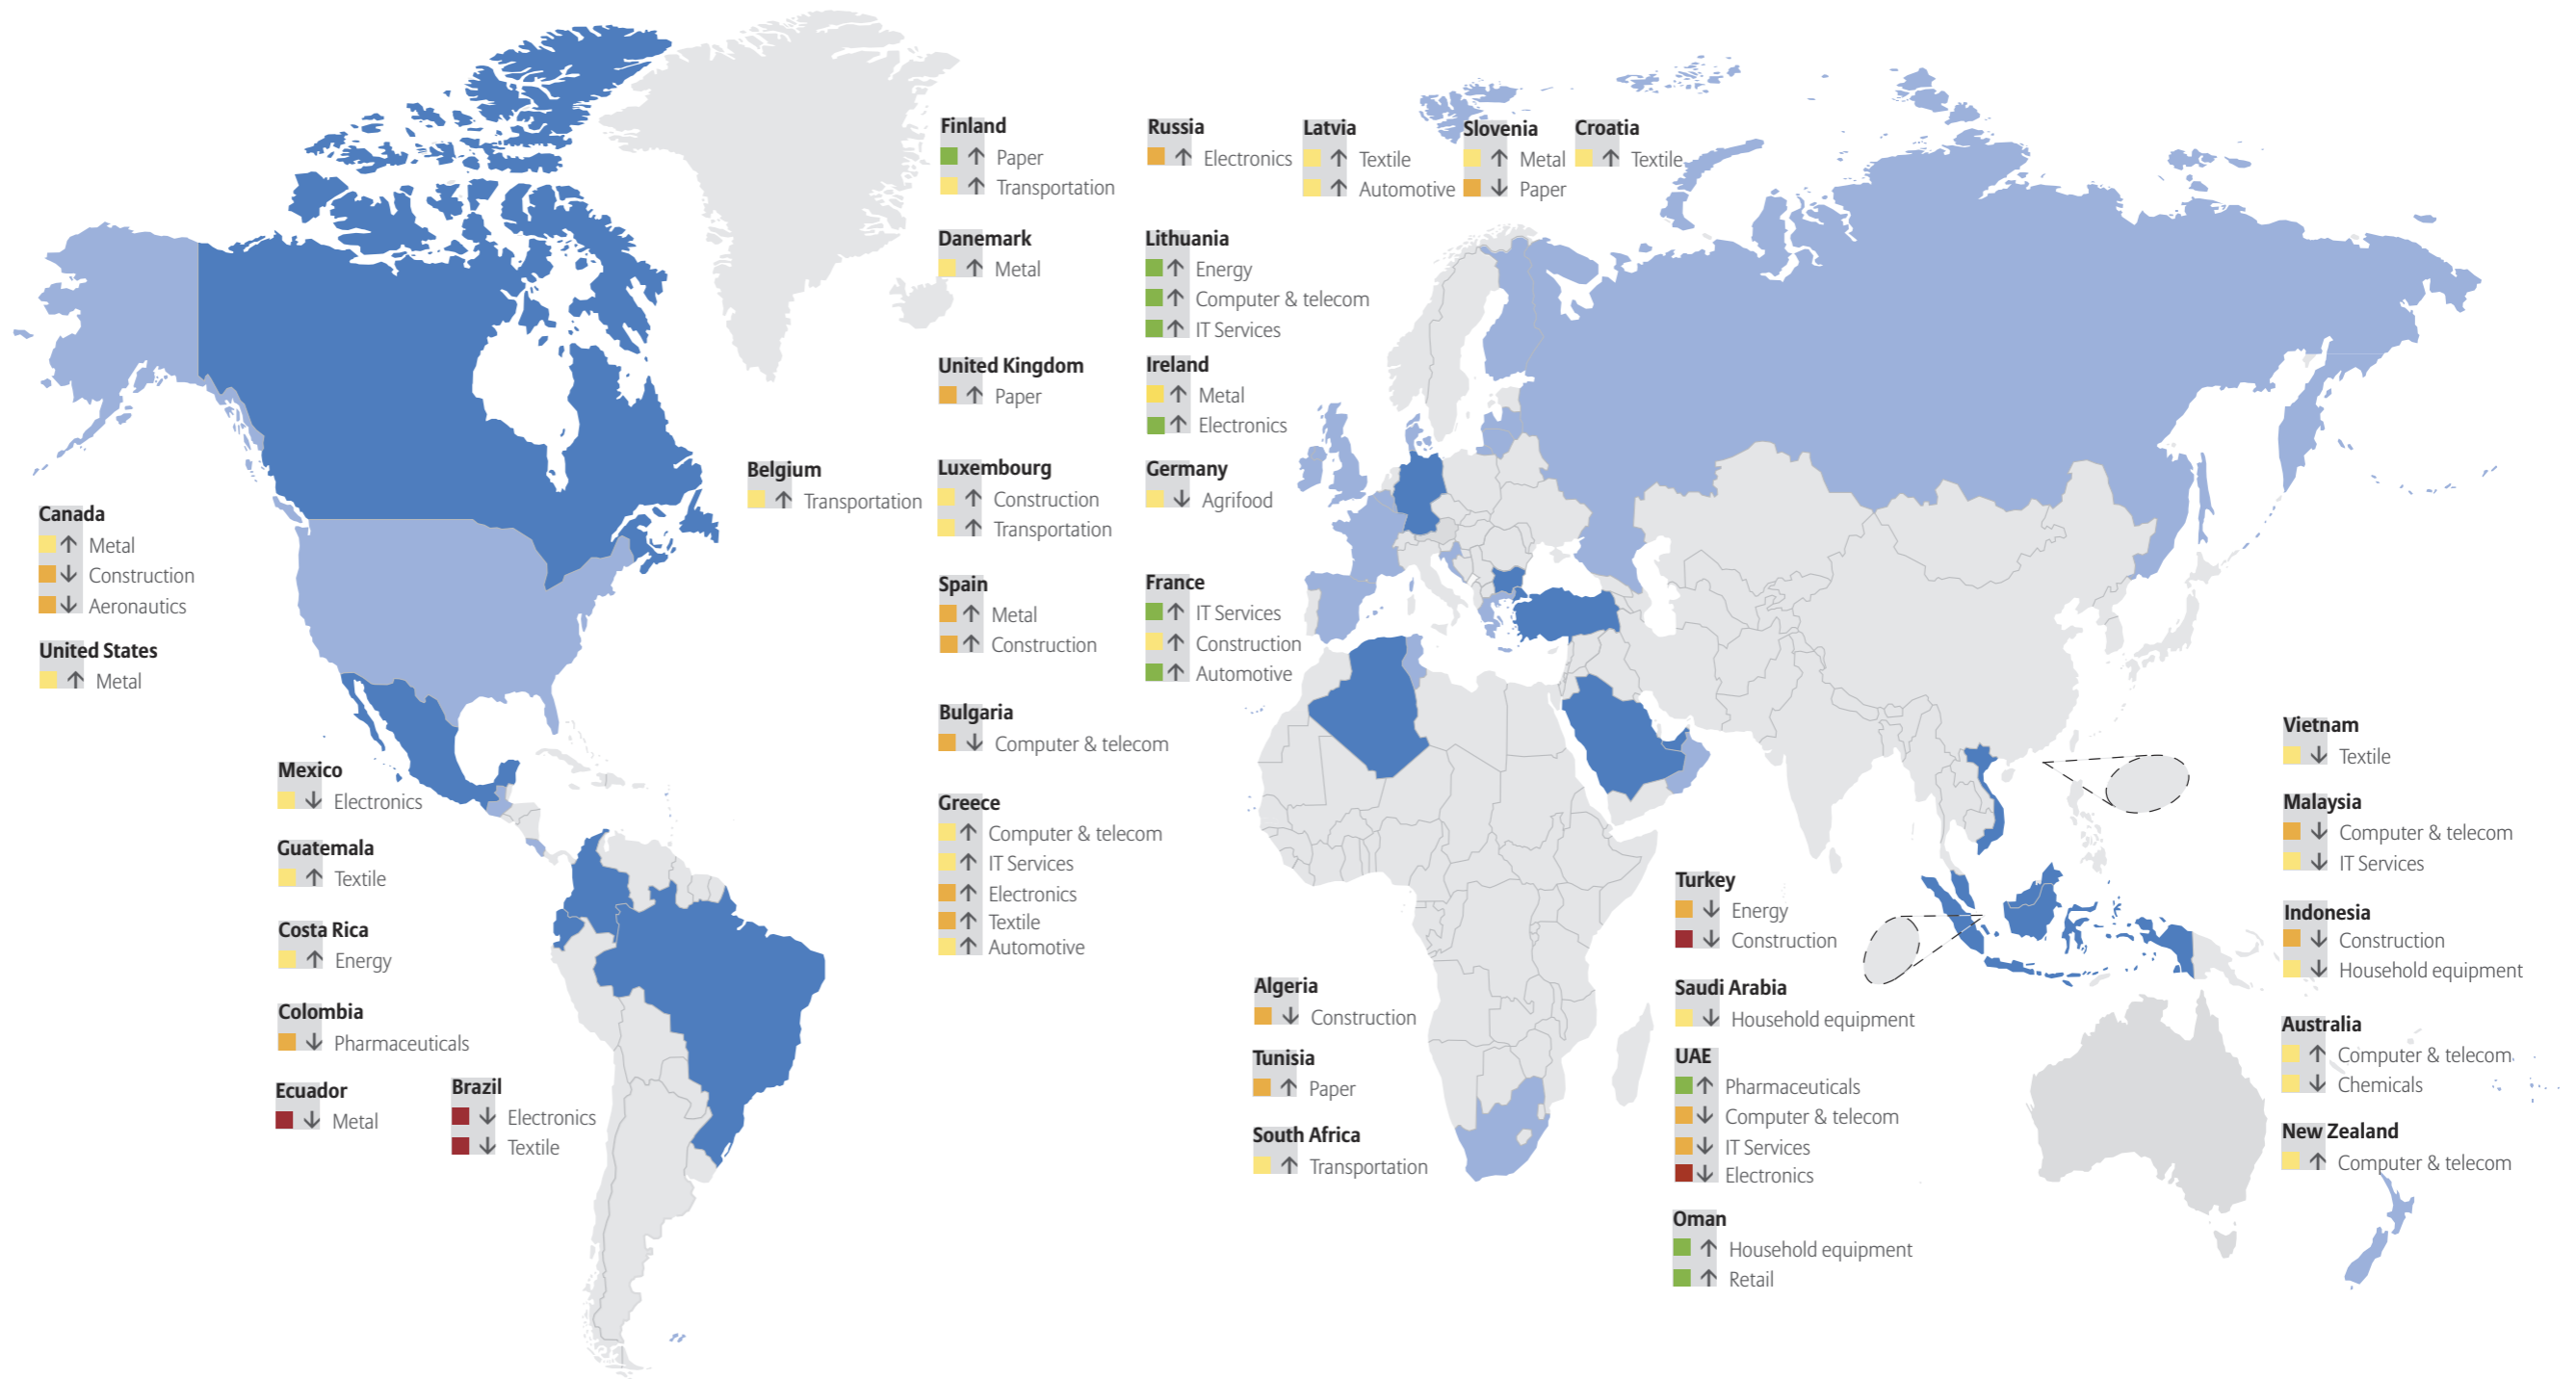 Finland
Paper
Transportation
Russia
Electronics
Latvia
Textile
Automotive
Slovenia
Metal
Paper
Croatia
Textile
Danemark
Metal
Lithuania
Energy
Computer & telecom
IT Services
United Kingdom
Paper
Ireland
Metal
Electronics
Belgium
Transportation
Luxembourg
Construction
Transportation
Germany
Agrifood
Canada
Metal
Construction
Aeronautics
United States
Metal
Spain
Metal
Construction
France
IT Services
Construction
Automotive
Bulgaria
Computer & telecom
Greece
Computer & telecom
IT Services
Electronics
Textile
Automotive
Mexico
Electronics
Guatemala
Textile
Costa Rica
Energy
Colombia
Pharmaceuticals
Ecuador
Metal
Brazil
Electronics
Textile
Algeria
Construction
Tunisia
Paper
South Africa
Transportation
Turkey
Energy
Construction
Saudi Arabia
Household equipment
UAE
Pharmaceuticals
Computer & telecom
IT Services
Electronics
Oman
Household equipment
Retail
Vietnam
Textile
Malaysia
Computer & telecom
IT Services
Indonesia
Construction
Household equipment
Australia
Computer & telecom
Chemicals
New Zealand
Computer & telecom